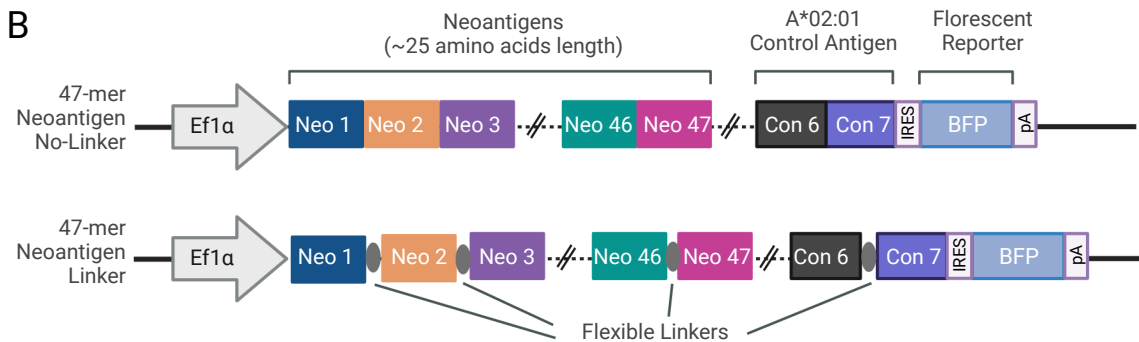 B
Neoantigens
(~25 amino acids length)
A*02:01
Control Antigen
Florescent
Reporter
47-mer
Neoantigen
No-Linker
Ef1α
Neo 1
Neo 2
Neo 3
Neo 46
Neo 47
Con 6
Con 7
IRES
BFP
pA
47-mer
Neoantigen
Linker
Ef1α
Neo 1
Neo 2
Neo 3
Neo 46
Neo 47
Con 6
Con 7
IRES
BFP
pA
Flexible Linkers